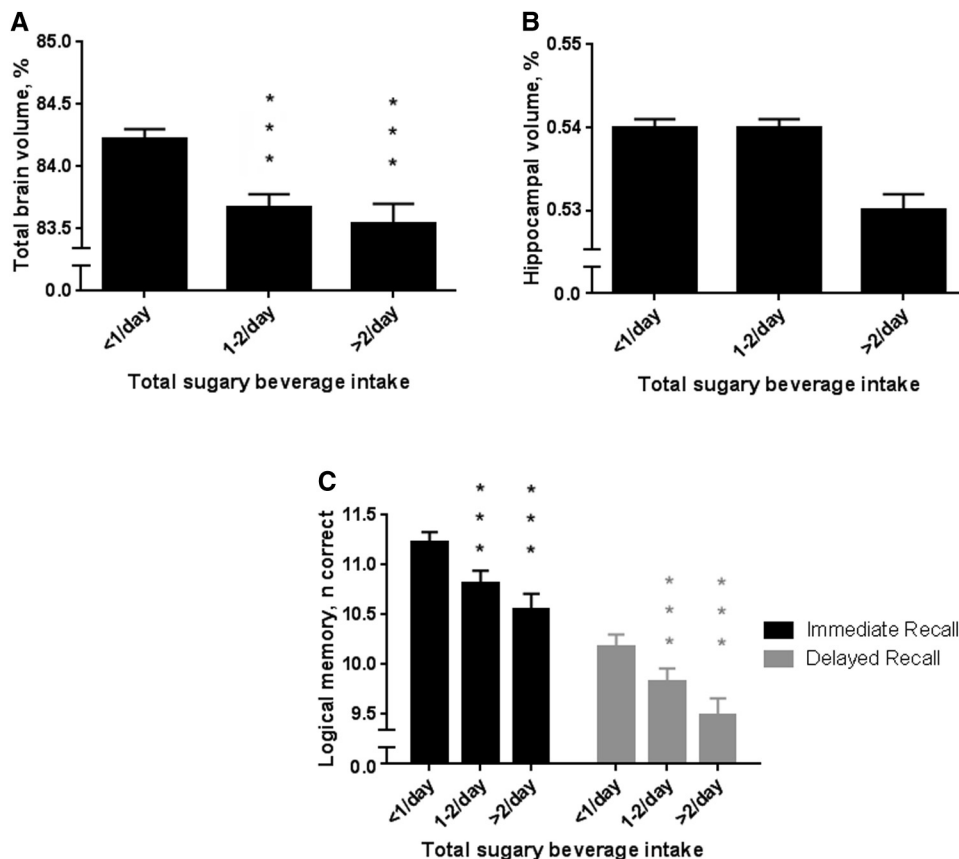 A
Total brain volume, %
85.0
84.5
84.0
83.5
0.0
* * *
* * *
<1/day
1-2/day
>2/day
Total sugary beverage intake
B
Hippocampal volume, %
0.55
0.54
0.53
0.0
<1/day
1-2/day
>2/day
Total sugary beverage intake
C
Logical memory, n correct
11.5
11.0
10.5
10.0
9.5
0.0
* * *
* * *
* * *
* * *
<1/day
1-2/day
>2/day
<1/day
1-2/day
>2/day
Total sugary beverage intake
Immediate Recall
Delayed Recall